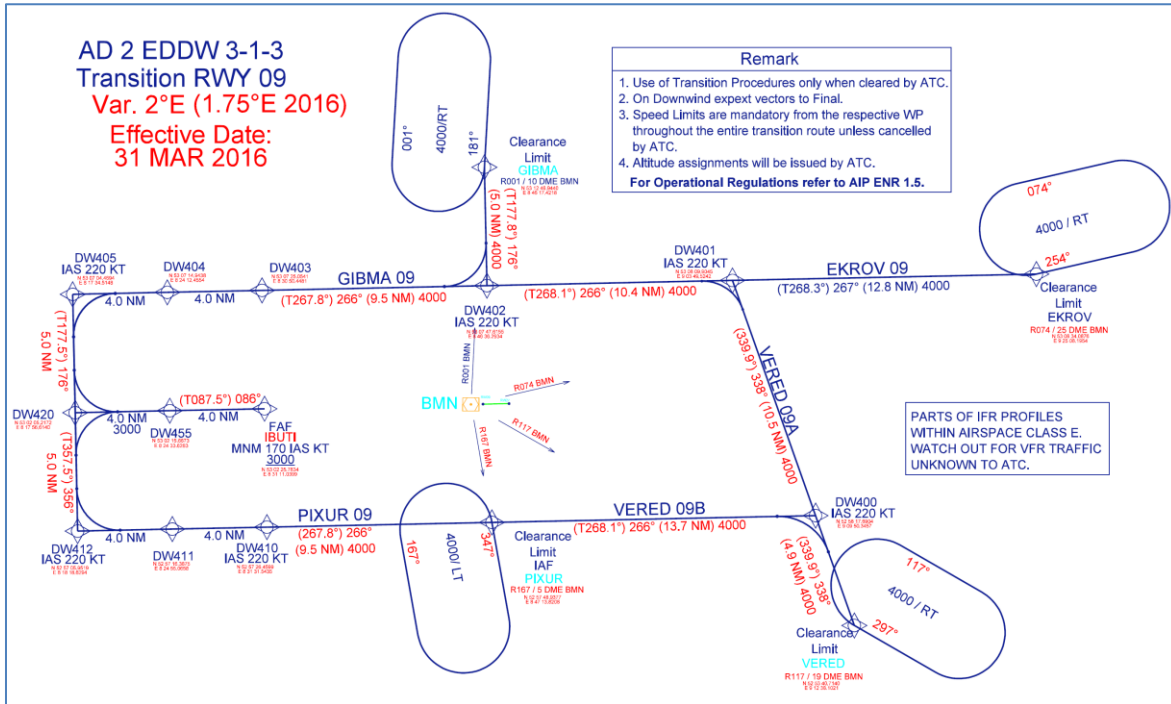 AD 2 EDDW 3-1-3
Transition RWY 09
Var. 2°E (1.75°E 2016)
Effective Date:
31 MAR 2016
001°
4000/RT
181°
Clearance
Limit
GIBMA
R001 / 10 DME BMN
Remark
1. Use of Transition Procedures only when cleared by ATC.
2. On Downwind expext vectors to Final.
3. Speed Limits are mandatory from the respective WP
throughout the entire transition route unless cancelled
by ATC.
4. Altitude assignments will be issued by ATC.
For Operational Regulations refer to AIP ENR 1.5.
(T177.8°) 176°
(5.0 NM) 4000
074°
4000 / RT
254°
DW405
IAS 220 KT
DW404
DW403
4.0 NM
4.0 NM
GIBMA 09
(T267.8°) 266° (9.5 NM) 4000
DW402
IAS 220 KT
(T268.1°) 266° (10.4 NM) 4000
DW401
IAS 220 KT
EKROV 09
(T268.3°) 267° (12.8 NM) 4000
Clearance
Limit
EKROV
R074 / 25 DME BMN
(T177.5°) 176°
5.0 NM
R001 BMN
R074 BMN
BMN
R117 BMN
R167 BMN
VERED 09A
(339.9°) 338° (10.5 NM) 4000
(T087.5°) 086°
DW420
4.0 NM
3000
DW455
4.0 NM
FAF
IBUTI
MNM 170 IAS KT
3000
PARTS OF IFR PROFILES
WITHIN AIRSPACE CLASS E.
WATCH OUT FOR VFR TRAFFIC
UNKNOWN TO ATC.
(T357.5°) 356°
5.0 NM
DW412
IAS 220 KT
4.0 NM
DW411
4.0 NM
DW410
IAS 220 KT
PIXUR 09
(267.8°) 266°
(9.5 NM) 4000
167°
4000/ LT
347°
Clearance
Limit
IAF
PIXUR
R167 / 5 DME BMN
VERED 09B
(T268.1°) 266° (13.7 NM) 4000
DW400
IAS 220 KT
(339.9°) 338°
(4.9 NM) 4000
117°
4000 / RT
297°
Clearance
Limit
VERED
R117 / 19 DME BMN